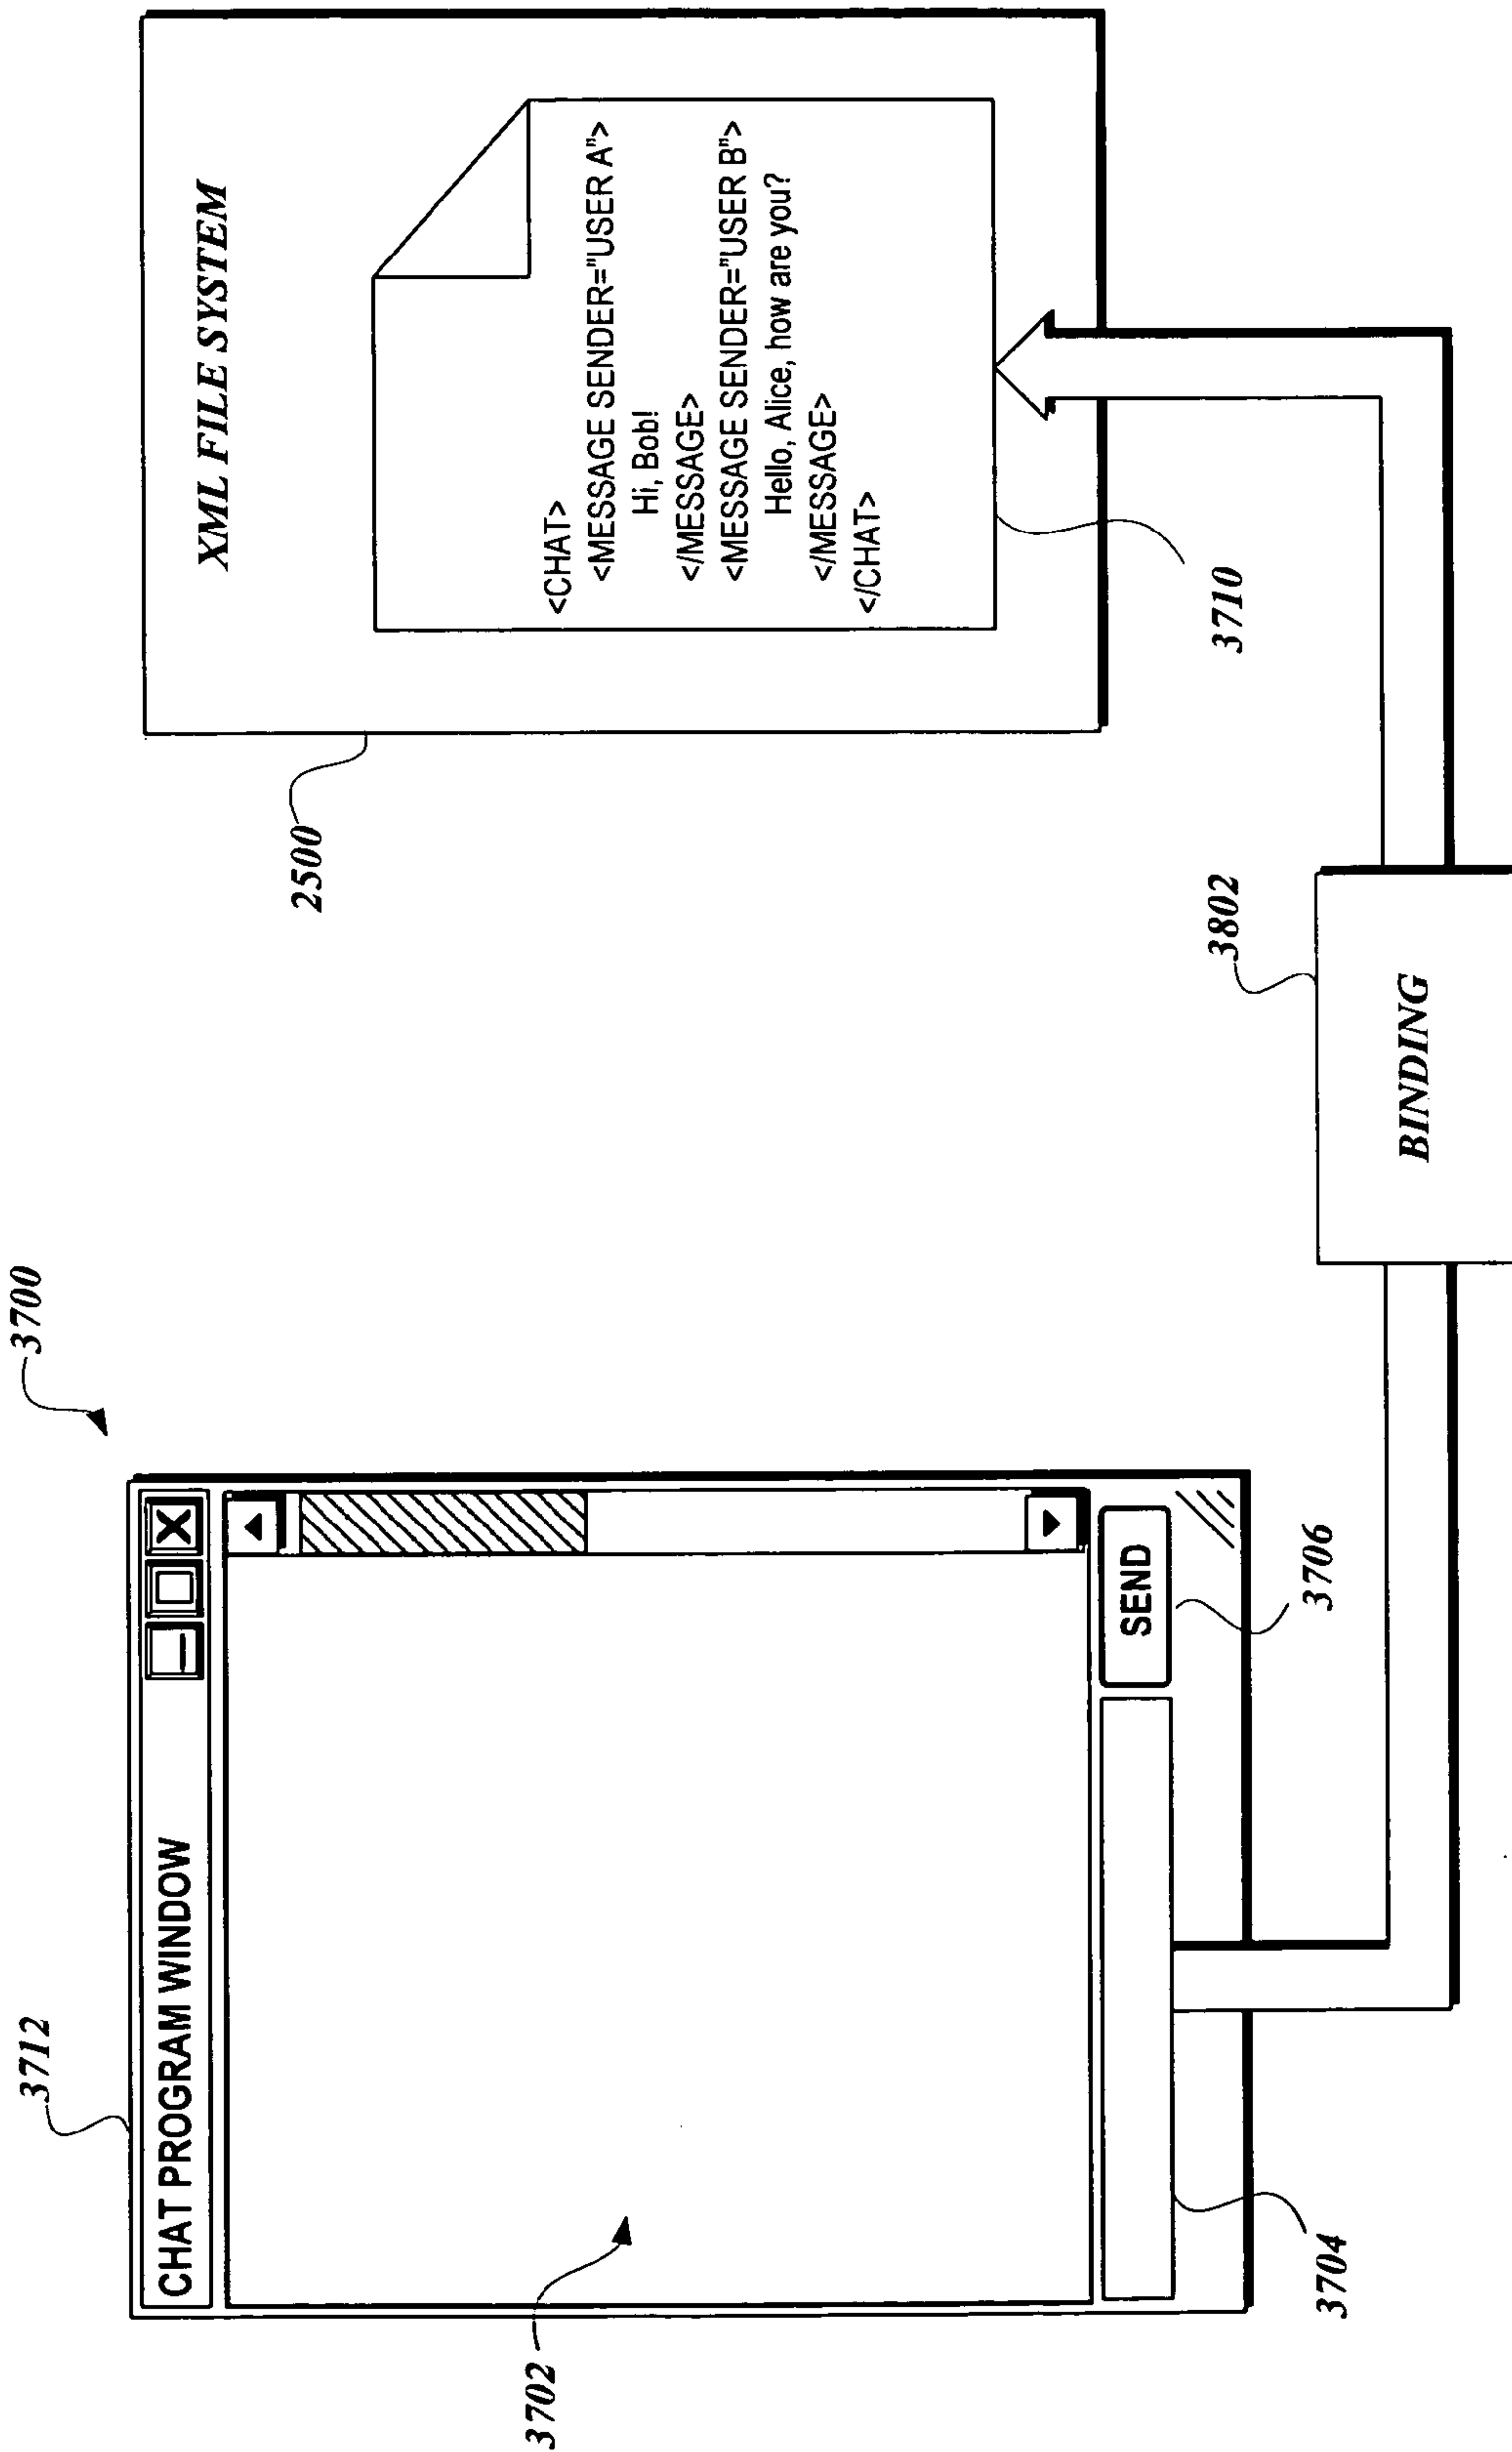 3700
3712
CHAT PROGRAM WINDOW
3702
SEND
3704
3706
XML FILE SYSTEM
2500
<CHAT>
<MESSAGE SENDER="USER A">
Hi, Bob!
</MESSAGE>
<MESSAGE SENDER="USER B">
Hello, Alice, how are you?
</MESSAGE>
</CHAT>
3710
3802
BINDING